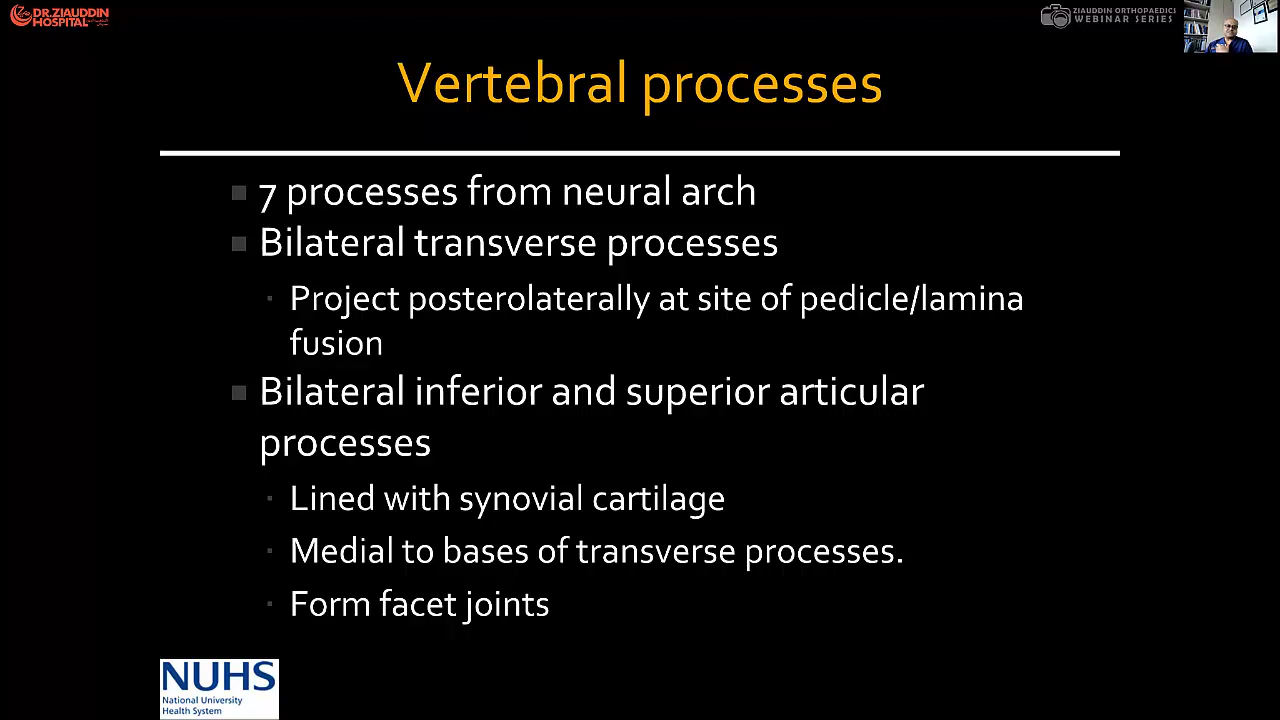 DR.ZIAUDDIN
HOSPITAL
ZIAUDDIN ORTHOPAEDICS
WEBINAR SERIES
Vertebral processes
7 processes from neural arch
Bilateral transverse processes
Project posterolaterally at site of pedicle/lamina
fusion
Bilateral inferior and superior articular
processes
Lined with synovial cartilage
Medial to bases of transverse processes.
Form facet joints
NUHS
National University
Health System